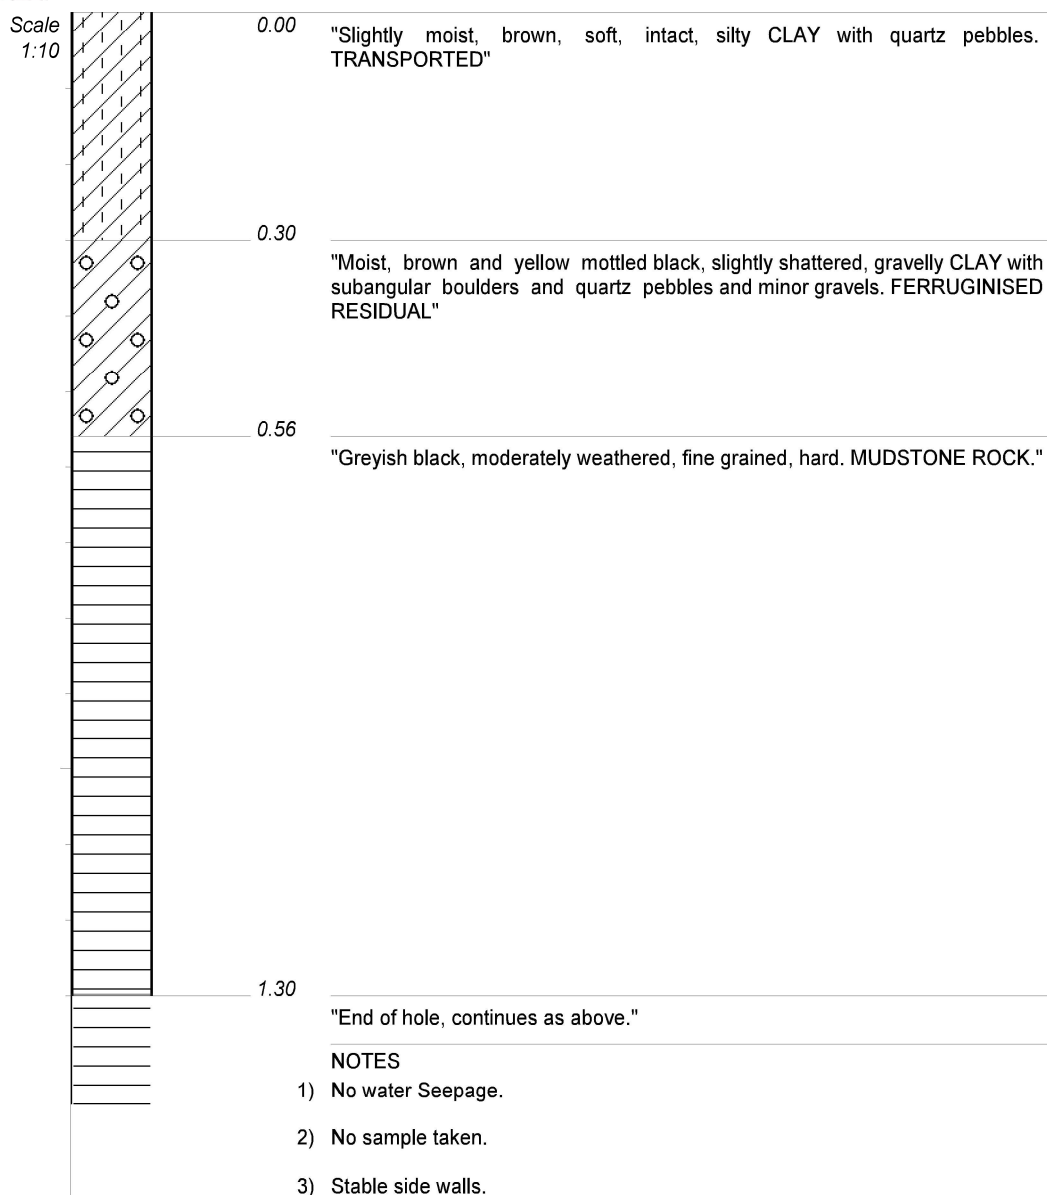 Scale
1:10
0.00
"Slightly moist, brown, soft, intact, silty CLAY with quartz pebbles.
TRANSPORTED"
0.30
"Moist, brown and yellow mottled black, slightly shattered, gravelly CLAY with
subangular boulders and quartz pebbles and minor gravels. FERRUGINISED
RESIDUAL"
0.56
"Greyish black, moderately weathered, fine grained, hard. MUDSTONE ROCK."
1.30
"End of hole, continues as above."
NOTES
1) No water Seepage.
2) No sample taken.
3) Stable side walls.